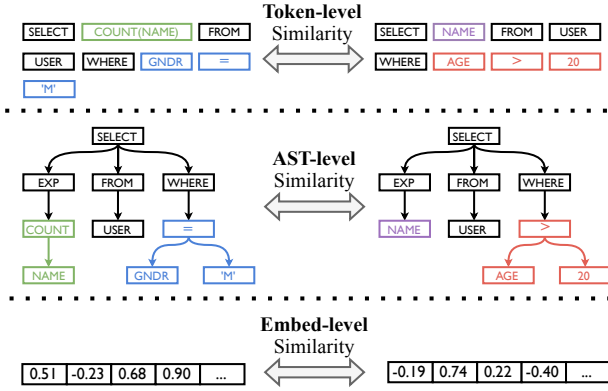 Token-level
Similarity
SELECT COUNT(NAME) FROM
USER WHERE GNDR =
'M'
SELECT NAME FROM USER
WHERE AGE > 20
AST-level
Similarity
SELECT
EXP FROM WHERE
COUNT USER =
NAME GNDR 'M'
SELECT
EXP FROM WHERE
NAME USER >
AGE 20
Embed-level
Similarity
0.51 -0.23 0.68 0.90 ...
-0.19 0.74 0.22 -0.40 ...